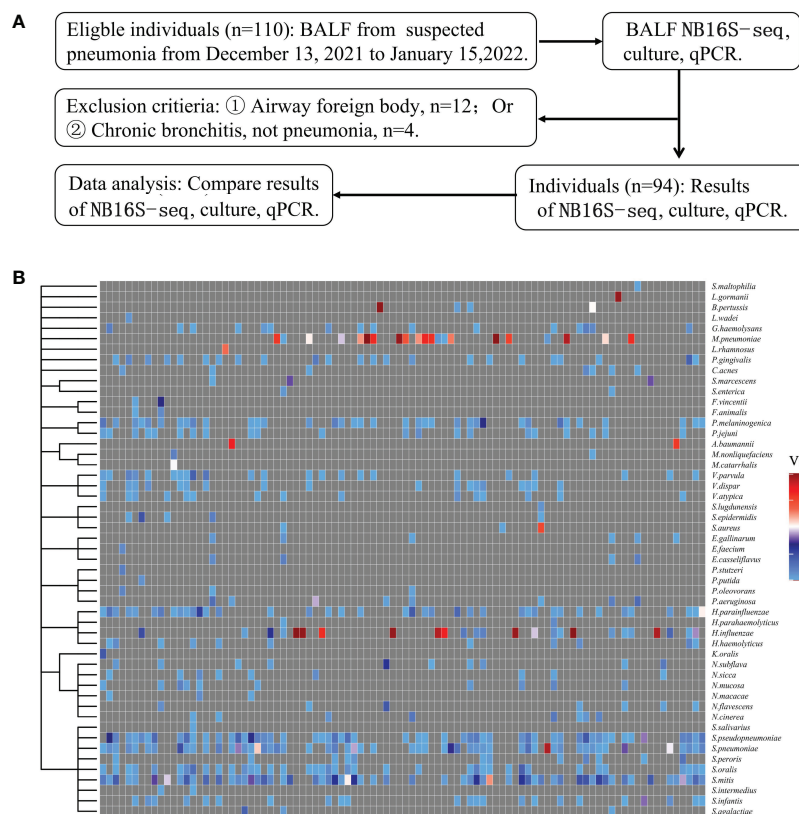 A
Eligble individuals (n=110): BALF from suspected
pneumonia from December 13, 2021 to January 15,2022.
BALF NB16S-seq,
culture, qPCR.
Exclusion critieria: ① Airway foreign body, n=12; Or
② Chronic bronchitis, not pneumonia, n=4.
Data analysis: Compare results
of NB16S-seq, culture, qPCR.
Individuals (n=94): Results
of NB16S-seq, culture, qPCR.
B
S.maltophilia
L.gormanii
B.pertussis
L.wadei
G.haemolysans
M.pneumoniae
L.rhamnosus
P.gingivalis
C.acnes
S.marcescens
S.enterica
F.vincentii
F.animalis
P.melaninogenica
P.jejuni
A.baumannii
M.nonliquefaciens
M.catarrhalis
V.parvula
V.dispar
V.atypica
S.lugdunensis
S.epidermidis
S.aureus
E.gallinarum
E.faecium
E.casseliflavus
P.stutzeri
P.putida
P.oleovorans
P.aeruginosa
H.parainfluenzae
H.parahaemolyticus
H.influenzae
H.haemolyticus
K.oralis
N.subflava
N.sicca
N.mucosa
N.macacae
N.flavescens
N.cinerea
S.salivarius
S.pseudopneumoniae
S.pneumoniae
S.peroris
S.oralis
S.mitis
S.intermedius
S.infantis
S.agalactiae
V